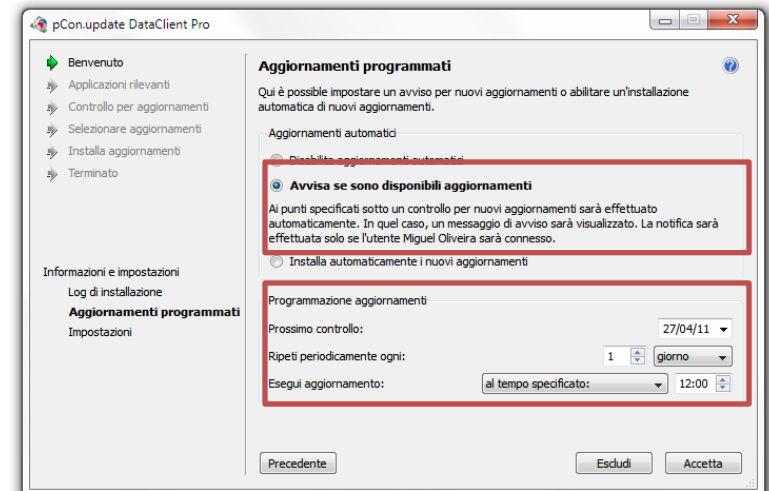 pCon.update DataClient Pro
Benvenuto
Applicazioni rilevanti
Controllo per aggiornamenti
Selezionare aggiornamenti
Installa aggiornamenti
Terminato
Informazioni e impostazioni
Log di installazione
Aggiornamenti programmati
Impostazioni
Aggiornamenti programmati
Qui è possible impostare un avviso per nuovi aggiornamenti o abilitare un'installazione
automatica di nuovi aggiornamenti.
Aggiornamenti automatici
Disabilita aggiornamenti automatici
Avvisa se sono disponibili aggiornamenti
Ai punti specificati sotto un controllo per nuovi aggiornamenti sarà effettuato
automaticamente. In quel caso, un messaggio di avviso sarà visualizzato. La notifica sarà
effettuata solo se l'utente Miguel Oliveira sarà connesso.
Installa automaticamente i nuovi aggiornamenti
Programmazione aggiornamenti
Prossimo controllo: 27/04/11
Ripeti periodicamente ogni: 1 giorno
Esegui aggiornamento: al tempo specificato: 12:00
Precedente Escludi Accetta